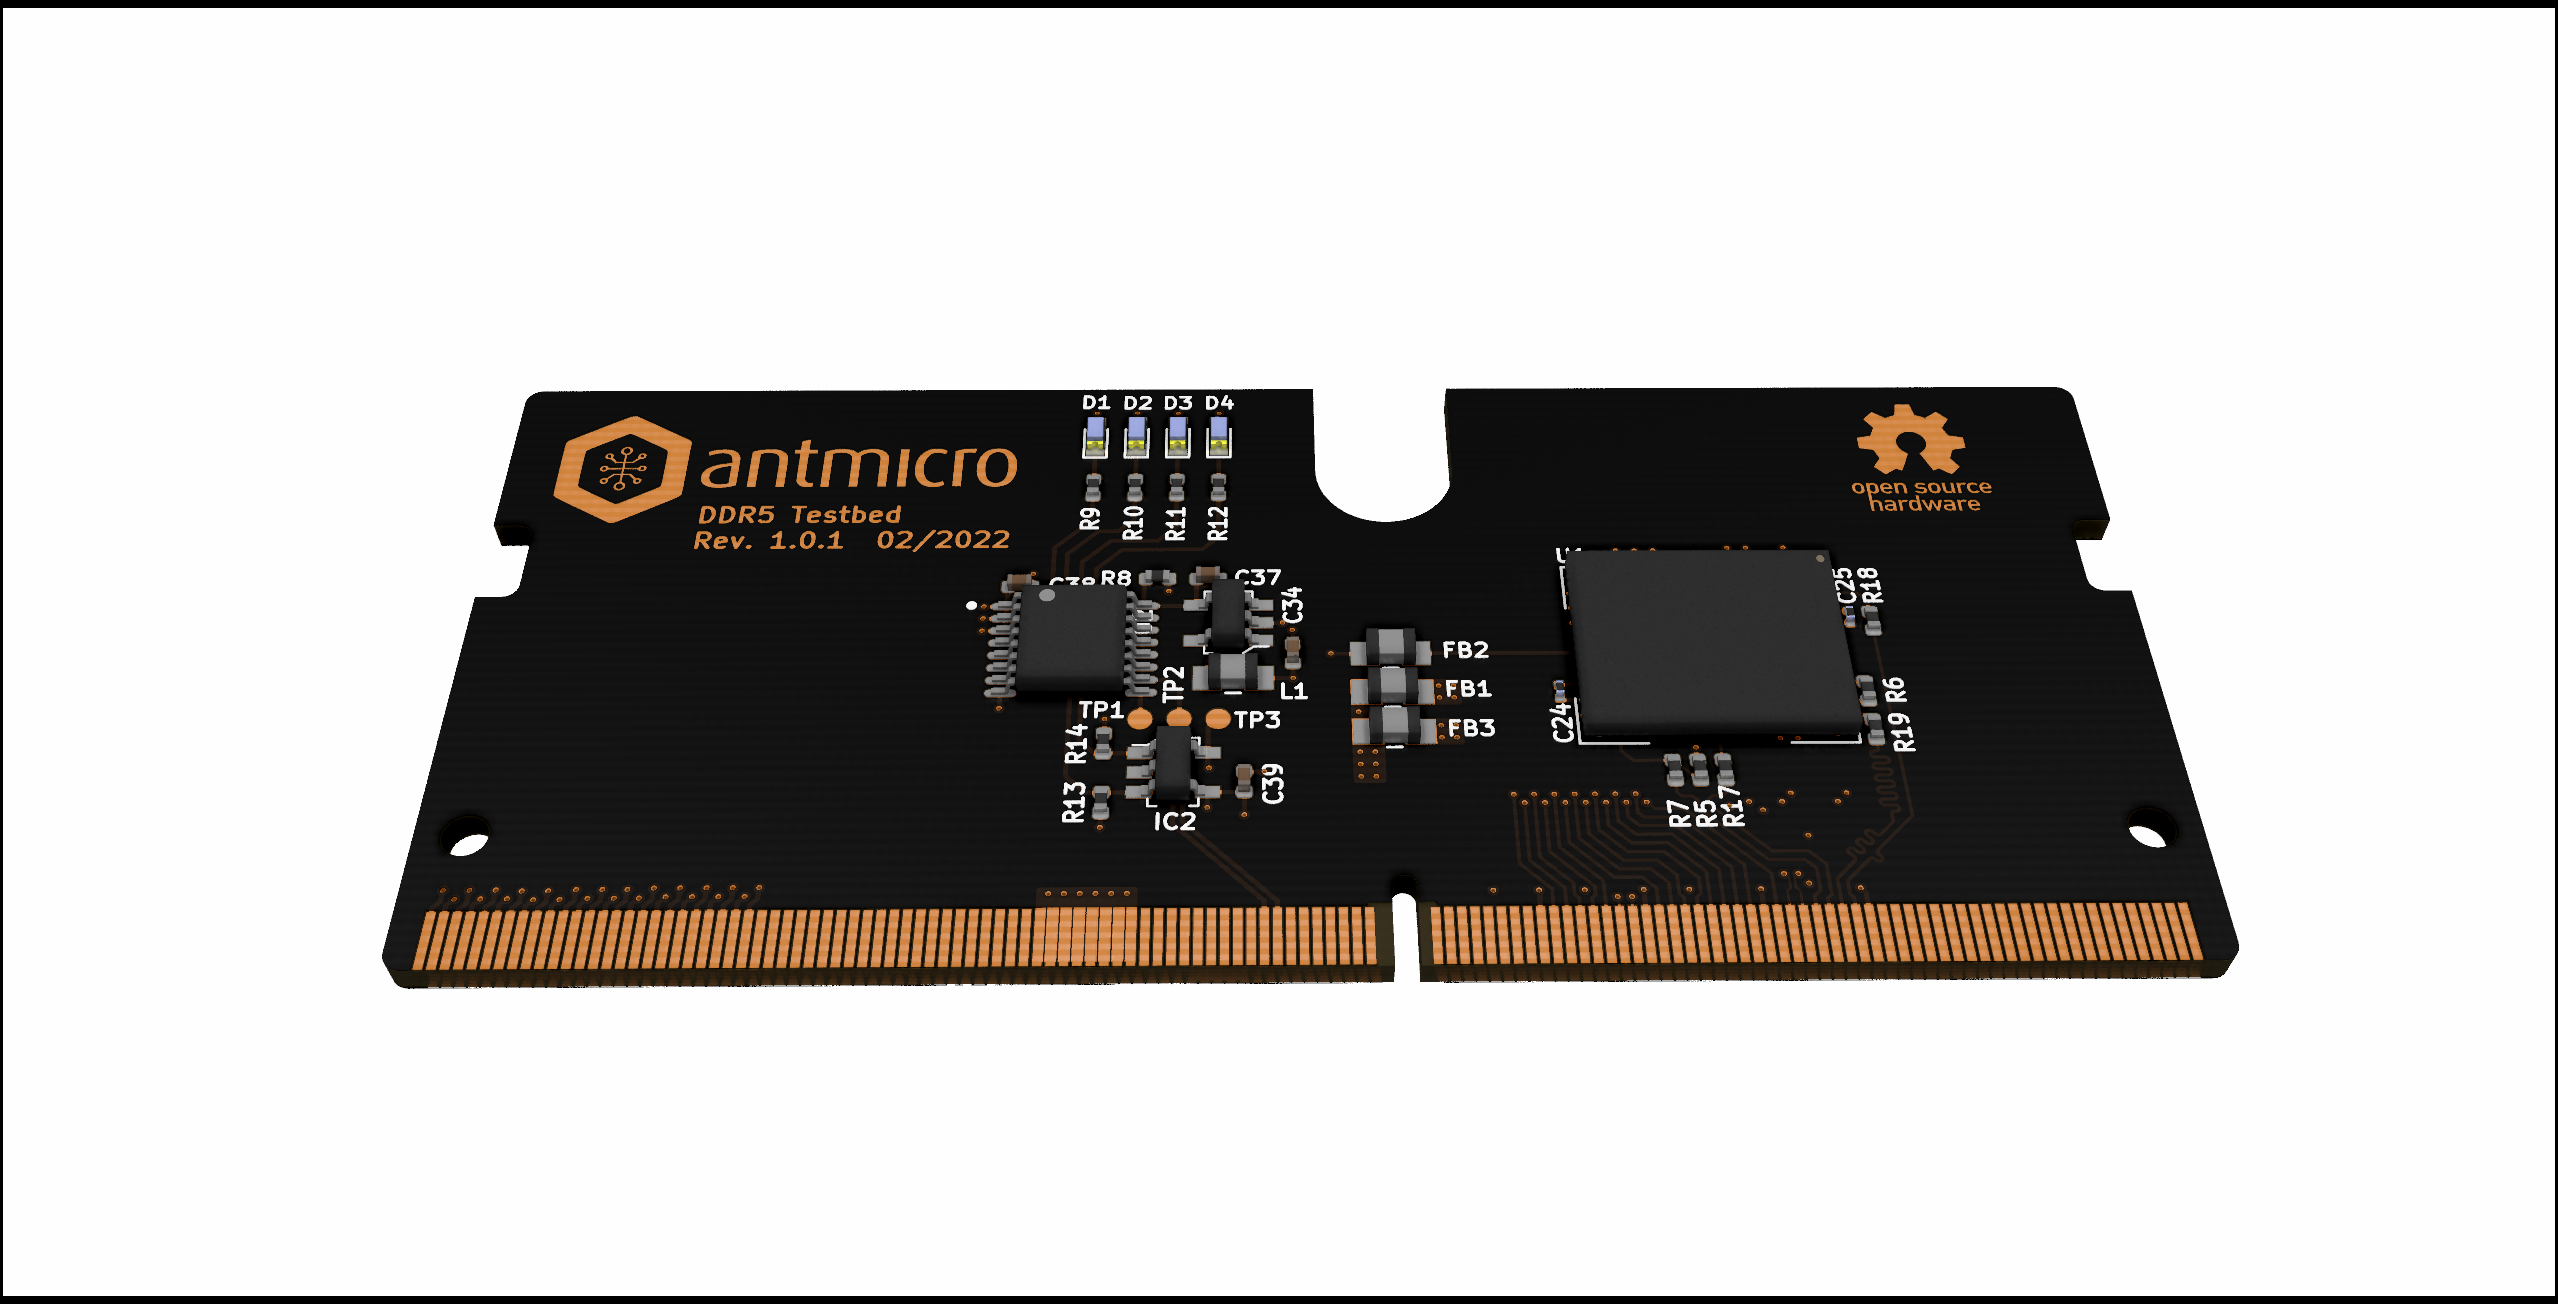 D1 D2 D3 D4
antmicro
DDR5 Testbed
Rev. 1.0.1 02/2022
open source
hardware
R9 R10 R11 R12
C38 R8 C37
C34
C25 R18
FB2
FB1
FB3
TP2
L1
TP1 TP3
R14
R13
C39
IC2
C24
R6
R19
R7 R5 R17